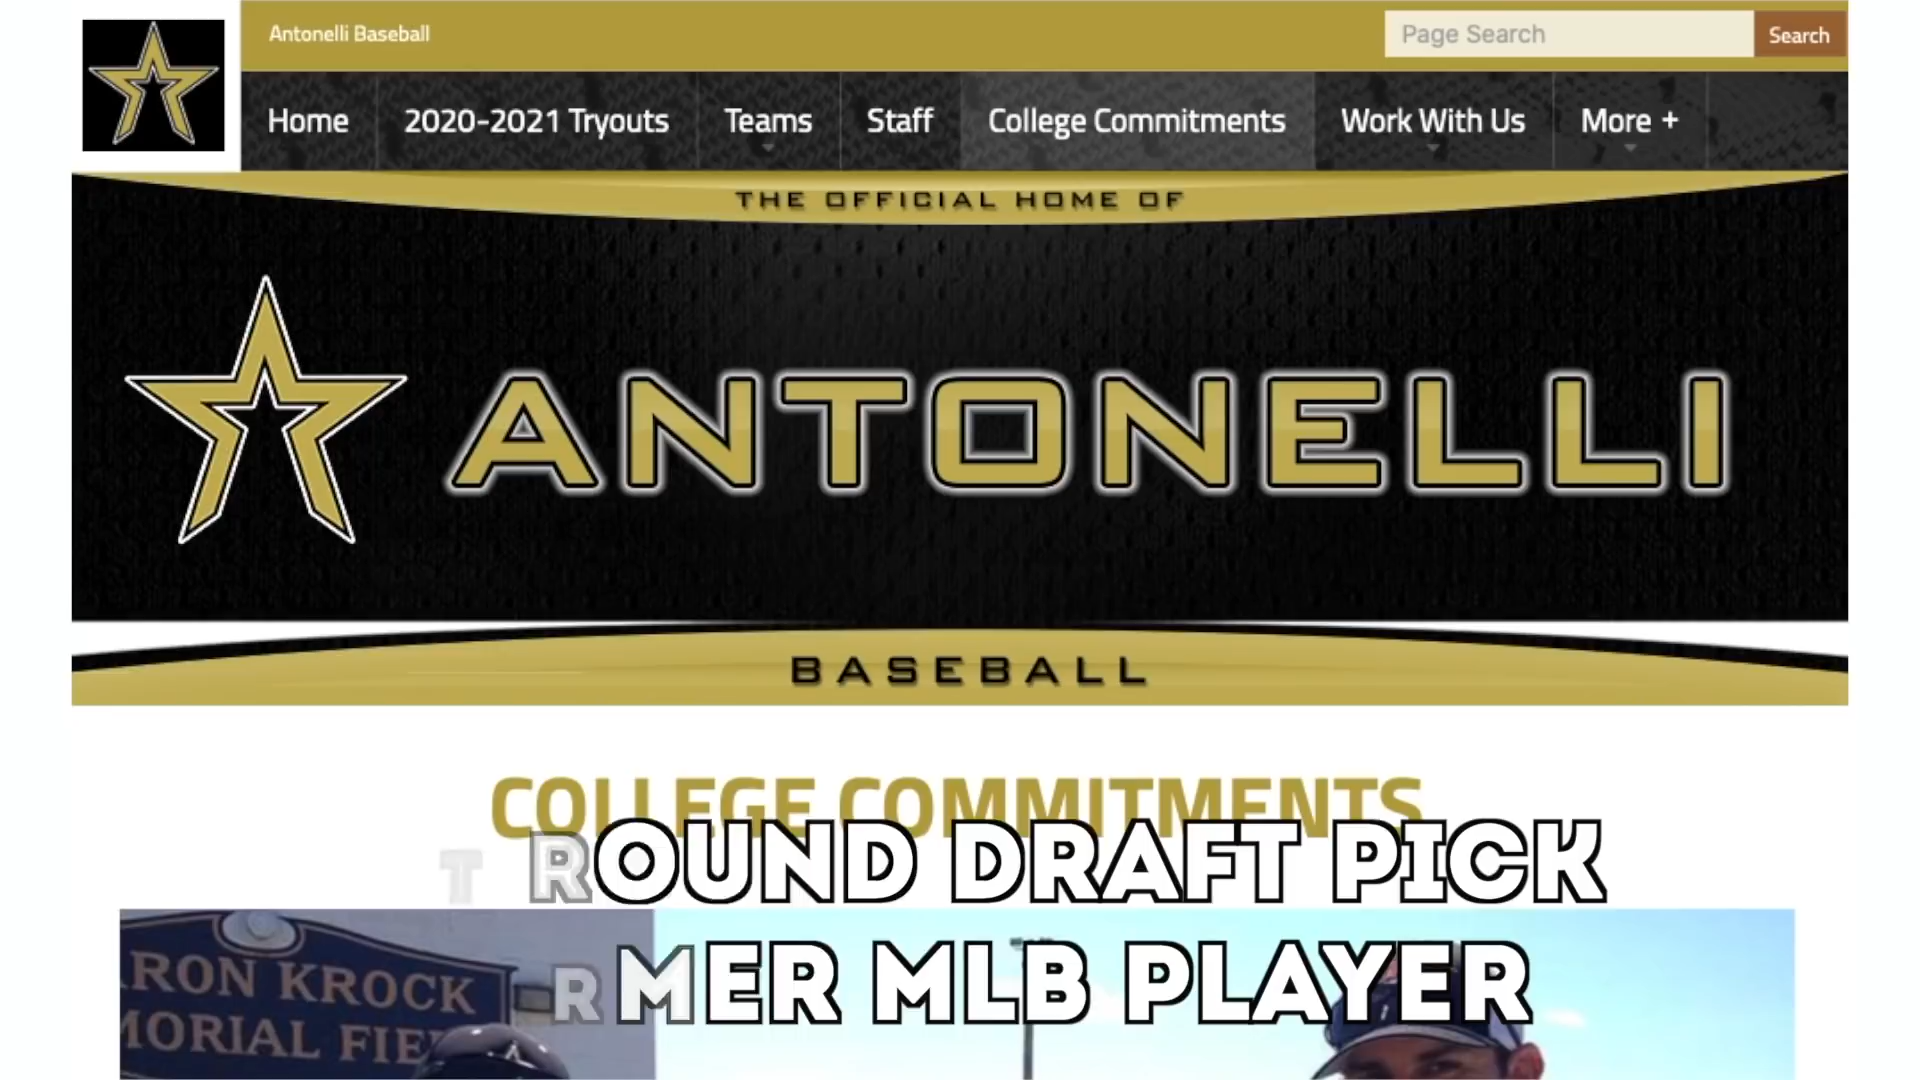 Antonelli Baseball
Page Search
Search
Home
2020-2021 Tryouts
Teams
Staff
College Commitments
Work With Us
More +
THE OFFICIAL HOME OF
ANTONELLI
BASEBALL
COLLEGE COMMITMENTS
T ROUND DRAFT PICK
RMER MLB PLAYER
RON KROCK
MORIAL FIE